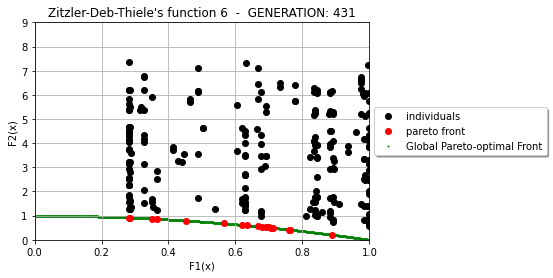 Zitzler-Deb-Thiele's function 6 - GENERATION: 431
9
8
7
6
5
4
3
2
1
0
F2(x)
0.0 0.2 0.4 0.6 0.8 1.0
F1(x)
individuals
pareto front
Global Pareto-optimal Front